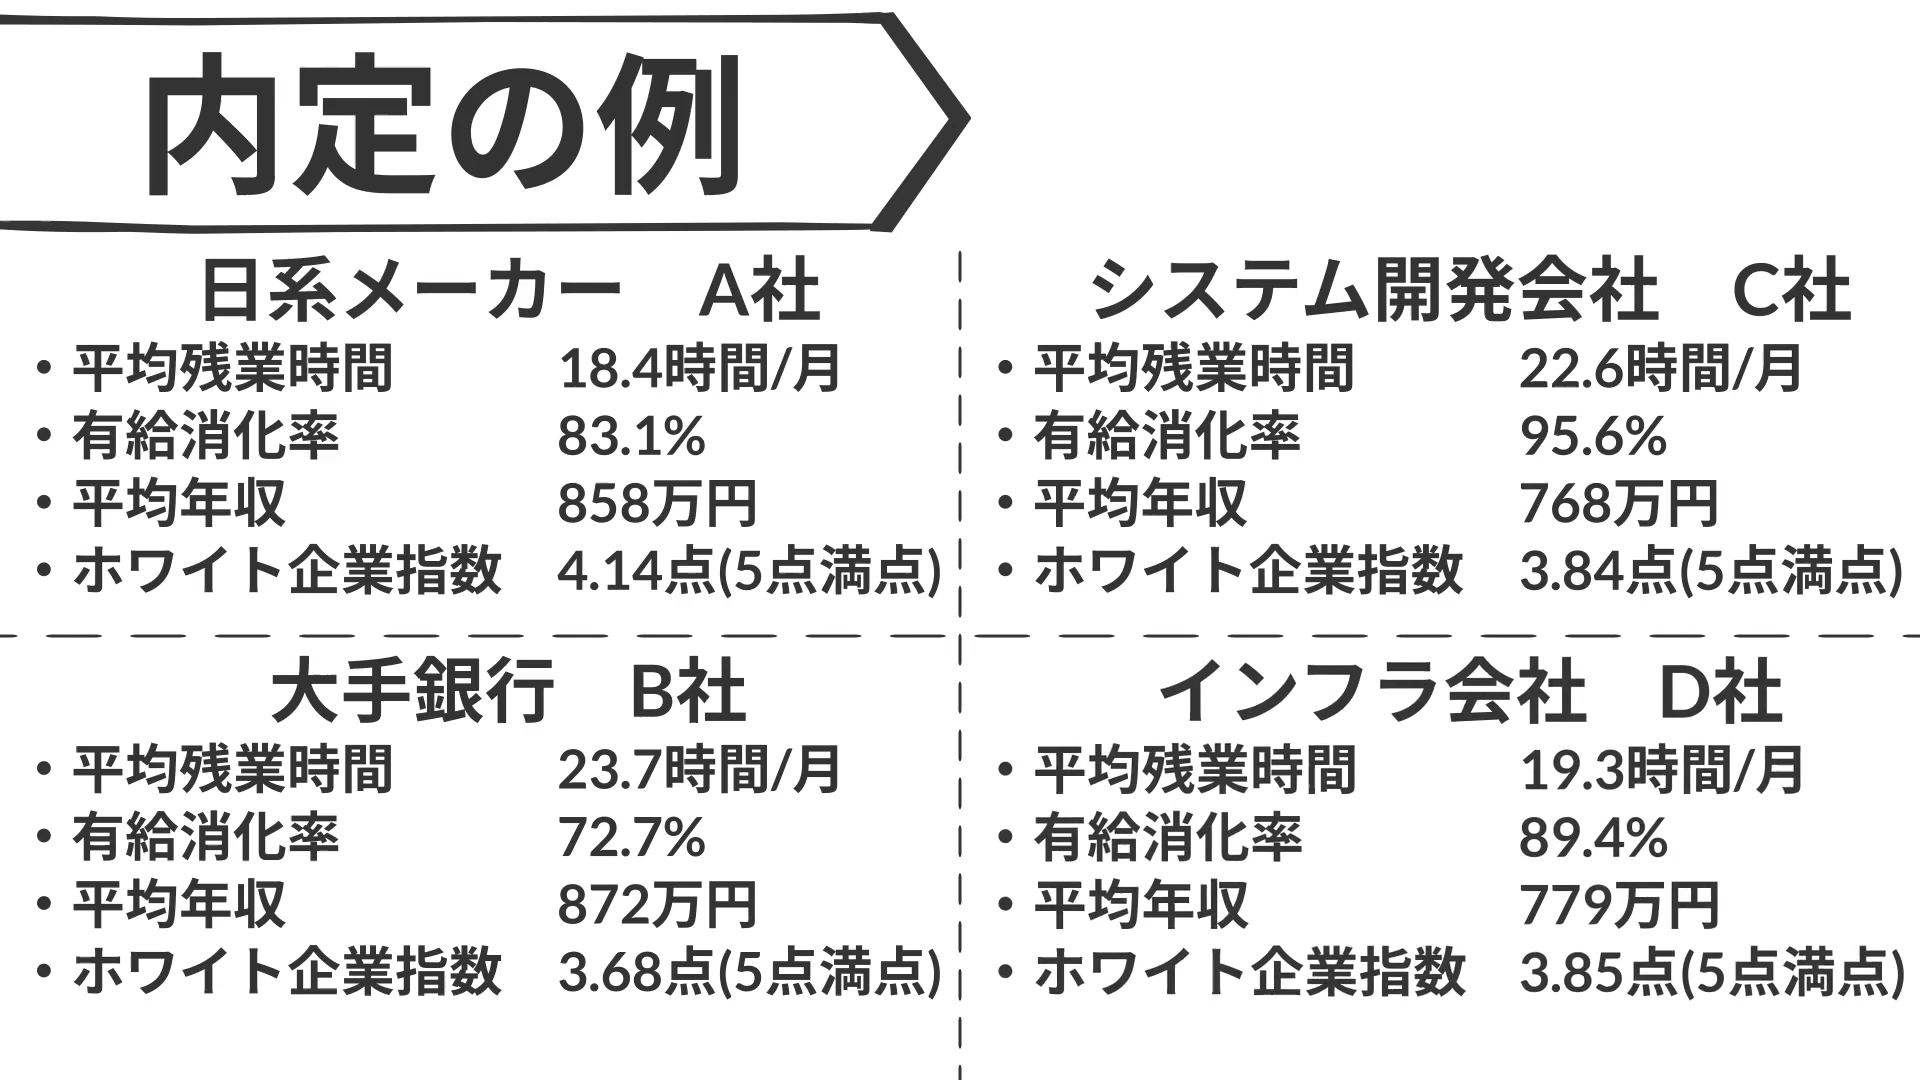 内定の例
日系メーカー　A社
• 平均残業時間　18.4時間/月
• 有給消化率　83.1%
• 平均年収　858万円
• ホワイト企業指数　4.14点(5点満点)
システム開発会社　C社
• 平均残業時間　22.6時間/月
• 有給消化率　95.6%
• 平均年収　768万円
• ホワイト企業指数　3.84点(5点満点)
大手銀行　B社
• 平均残業時間　23.7時間/月
• 有給消化率　72.7%
• 平均年収　872万円
• ホワイト企業指数　3.68点(5点満点)
インフラ会社　D社
• 平均残業時間　19.3時間/月
• 有給消化率　89.4%
• 平均年収　779万円
• ホワイト企業指数　3.85点(5点満点)